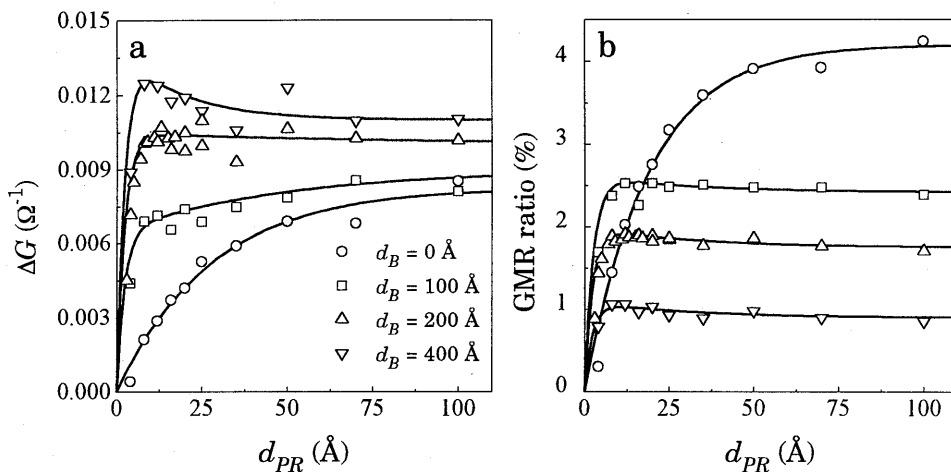 a
0.015
0.012
0.009
0.006
0.003
0.000
ΔG (Ω⁻¹)
d_B = 0 Å
d_B = 100 Å
d_B = 200 Å
d_B = 400 Å
0 25 50 75 100
d_PR (Å)
b
4
3
2
1
0
GMR ratio (%)
0 25 50 75 100
d_PR (Å)